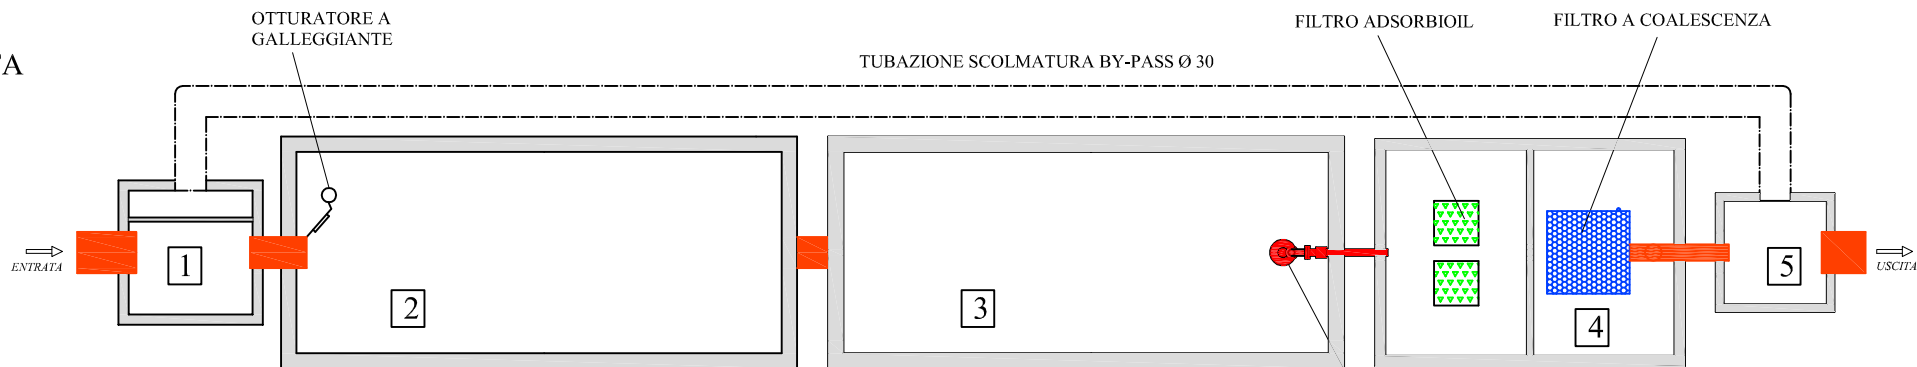 OTTURATORE A
GALLEGGIANTE
FILTRO ADSORBIOIL
FILTRO A COALESCENZA
TUBAZIONE SCOLMATURA BY-PASS Ø 30
ENTRATA
1
2
3
4
5
USCITA